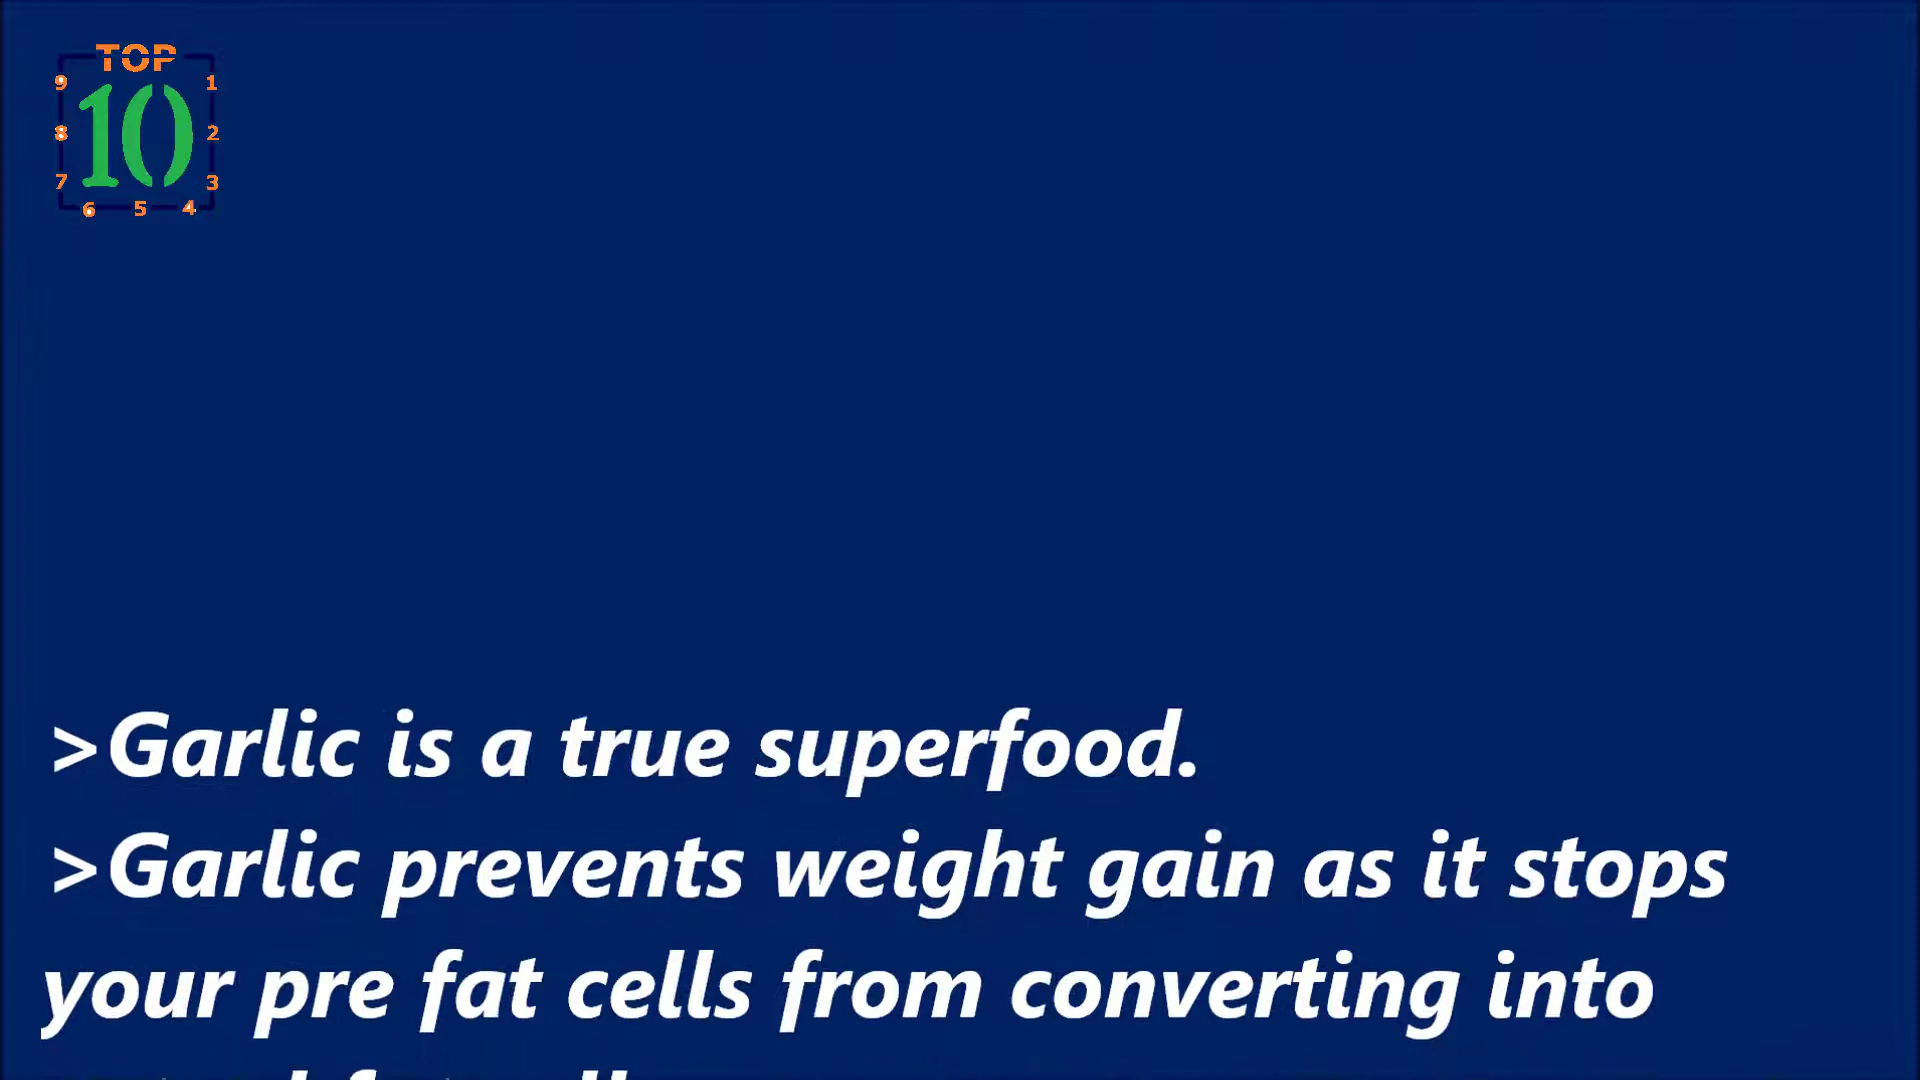 TOP
9 1
10
8 2
7 3
6 5 4
>Garlic is a true superfood.
>Garlic prevents weight gain as it stops
your pre fat cells from converting into